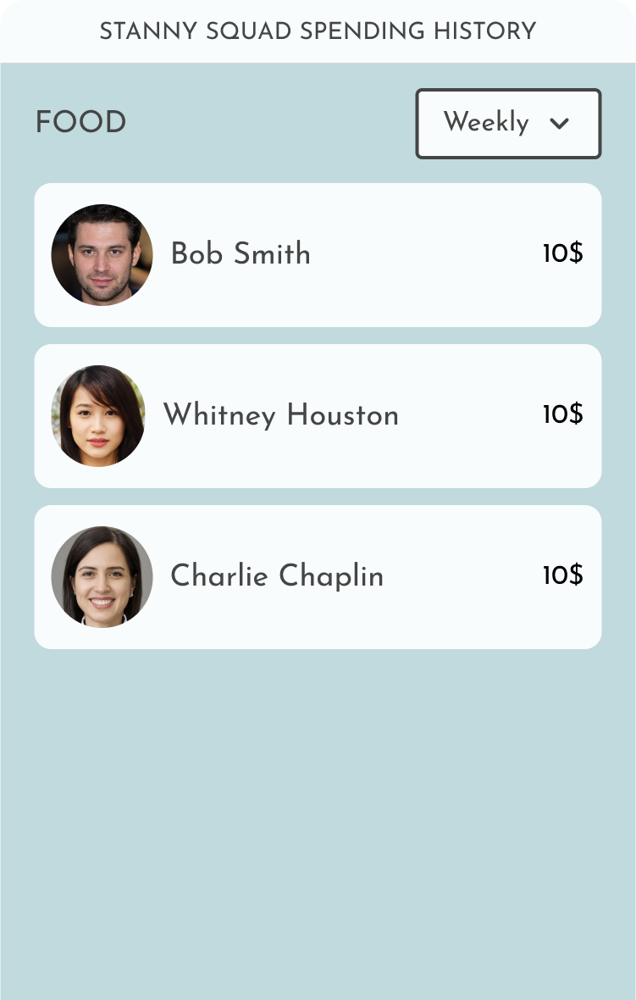 STANNY SQUAD SPENDING HISTORY
FOOD
Weekly
Bob Smith 10$
Whitney Houston 10$
Charlie Chaplin 10$